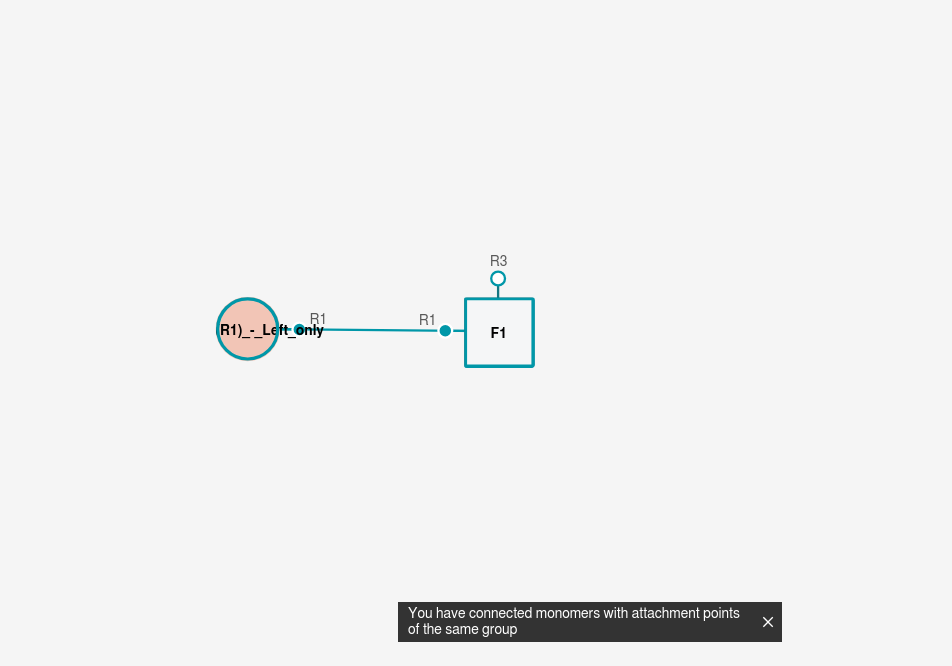 R3
R1
R1
R1)_-_Left_only
F1
You have connected monomers with attachment points
of the same group